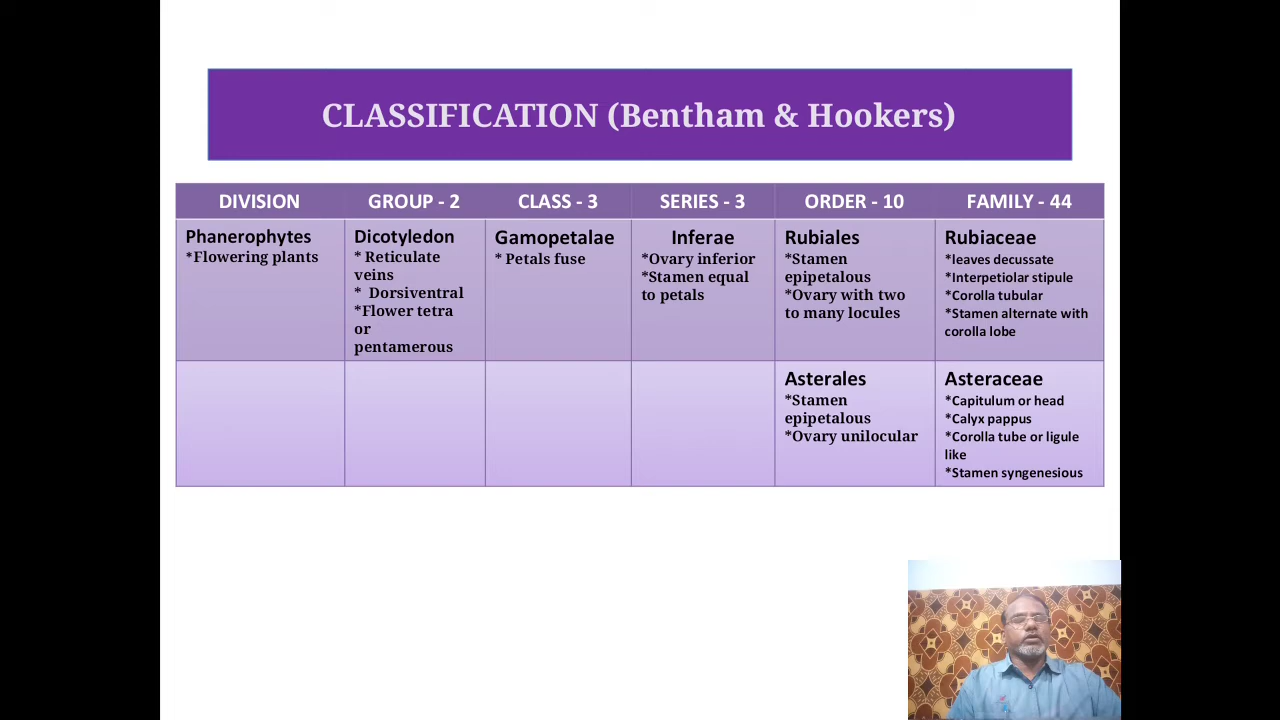 CLASSIFICATION (Bentham & Hookers)
DIVISION
GROUP - 2
CLASS - 3
SERIES - 3
ORDER - 10
FAMILY - 44
Phanerophytes
*Flowering plants
Dicotyledon
* Reticulate
veins
* Dorsiventral
*Flower tetra
or
pentamerous
Gamopetalae
* Petals fuse
Inferae
*Ovary inferior
*Stamen equal
to petals
Rubiales
*Stamen
epipetalous
*Ovary with two
to many locules
Rubiaceae
*leaves decussate
*Interpetiolar stipule
*Corolla tubular
*Stamen alternate with
corolla lobe
Asterales
*Stamen
epipetalous
*Ovary unilocular
Asteraceae
*Capitulum or head
*Calyx pappus
*Corolla tube or ligule
like
*Stamen syngenesious